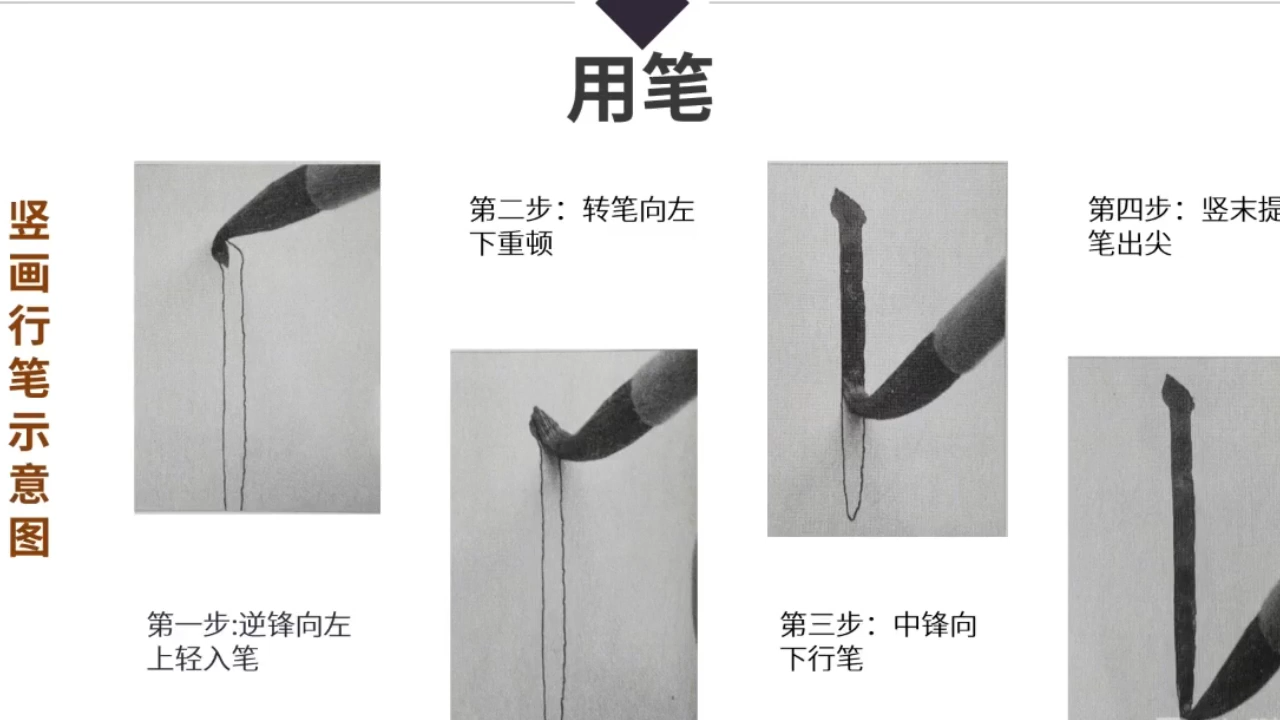 用笔
竖画行笔示意图
第一步:逆锋向左
上轻入笔
第二步：转笔向左
下重顿
第三步：中锋向
下行笔
第四步：竖末提
笔出尖